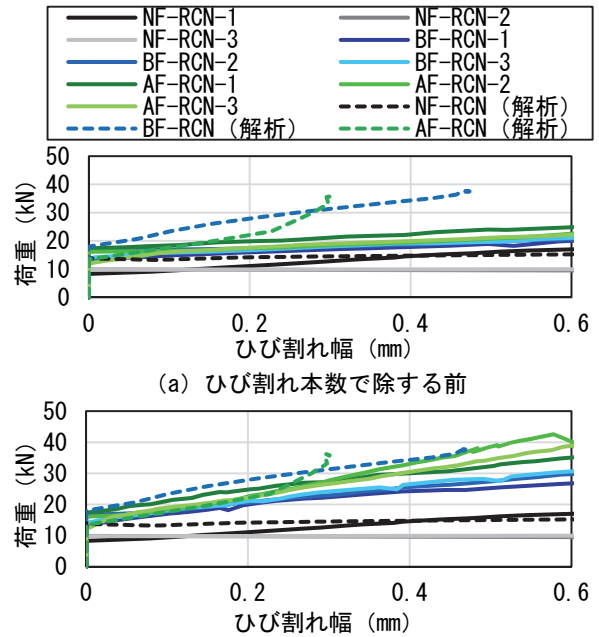 NF-RCN-1 NF-RCN-2
NF-RCN-3 BF-RCN-1
BF-RCN-2 BF-RCN-3
AF-RCN-1 AF-RCN-2
AF-RCN-3 NF-RCN（解析）
BF-RCN（解析） AF-RCN（解析）
50
40
30
20
10
0
荷重（kN）
0 0.2 0.4 0.6
ひび割れ幅（mm）
(a) ひび割れ本数で除する前
50
40
30
20
10
0
荷重（kN）
0 0.2 0.4 0.6
ひび割れ幅（mm）